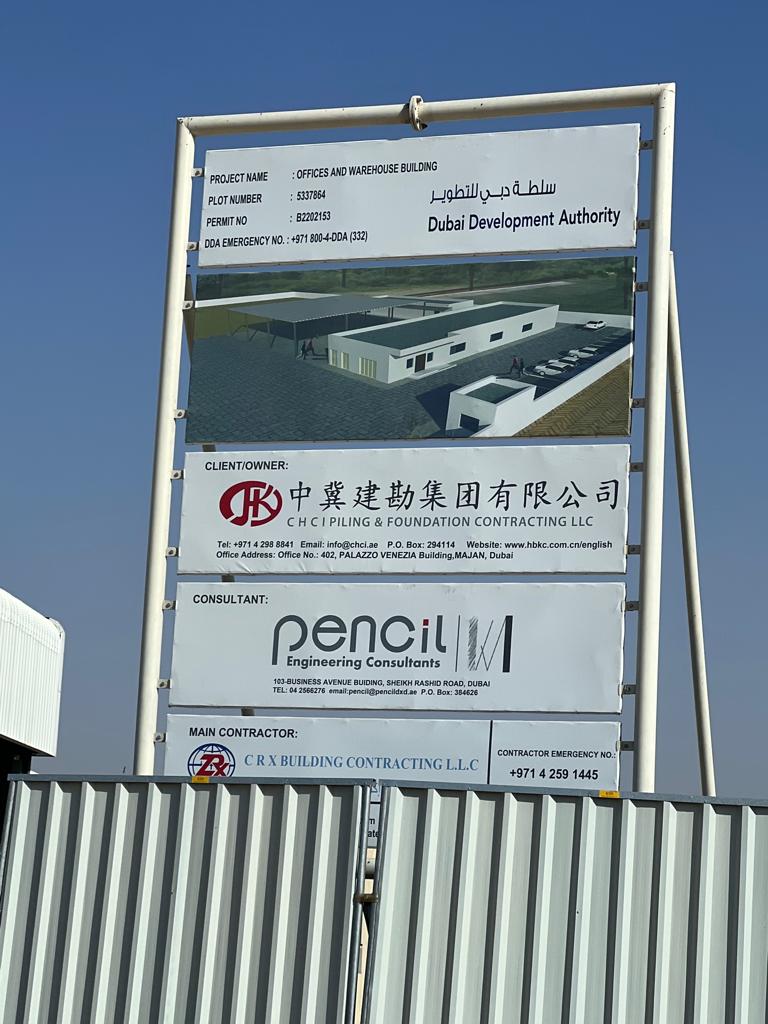 PROJECT NAME : OFFICES AND WAREHOUSE BUILDING
PLOT NUMBER : 5337864
PERMIT NO : B2202153
DDA EMERGENCY NO. : +971 800-4-DDA (332)
سلطة دبي للتطوير
Dubai Development Authority
CLIENT/OWNER:
中冀建勘集团有限公司
C H C I PILING & FOUNDATION CONTRACTING LLC
Tel: +971 4 298 8841 Email: info@chci.ae P.O. Box: 294114 Website: www.hbkc.com.cn/english
Office Address: Office No.: 402, PALAZZO VENEZIA Building,MAJAN, Dubai
CONSULTANT:
pencil
Engineering Consultants
103-BUSINESS AVENUE BUIDING, SHEIKH RASHID ROAD, DUBAI
TEL: 04 2566276 email:pencil@pencildxd.ae P.O. Box: 384626
MAIN CONTRACTOR:
C R X BUILDING CONTRACTING L.L.C
CONTRACTOR EMERGENCY NO.:
+971 4 259 1445